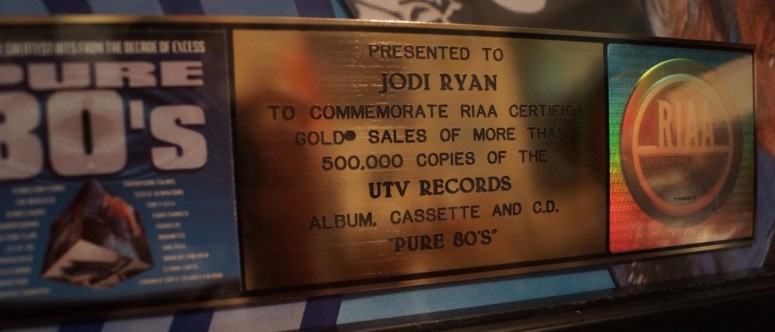 GREATEST HITS FROM THE DECADE OF EXCESS
PURE
80's
PRESENTED TO
JODI RYAN
TO COMMEMORATE RIAA CERTIFIED
GOLD® SALES OF MORE THAN
500,000 COPIES OF THE
UTV RECORDS
ALBUM, CASSETTE AND C.D.
"PURE 80'S"
RIAA